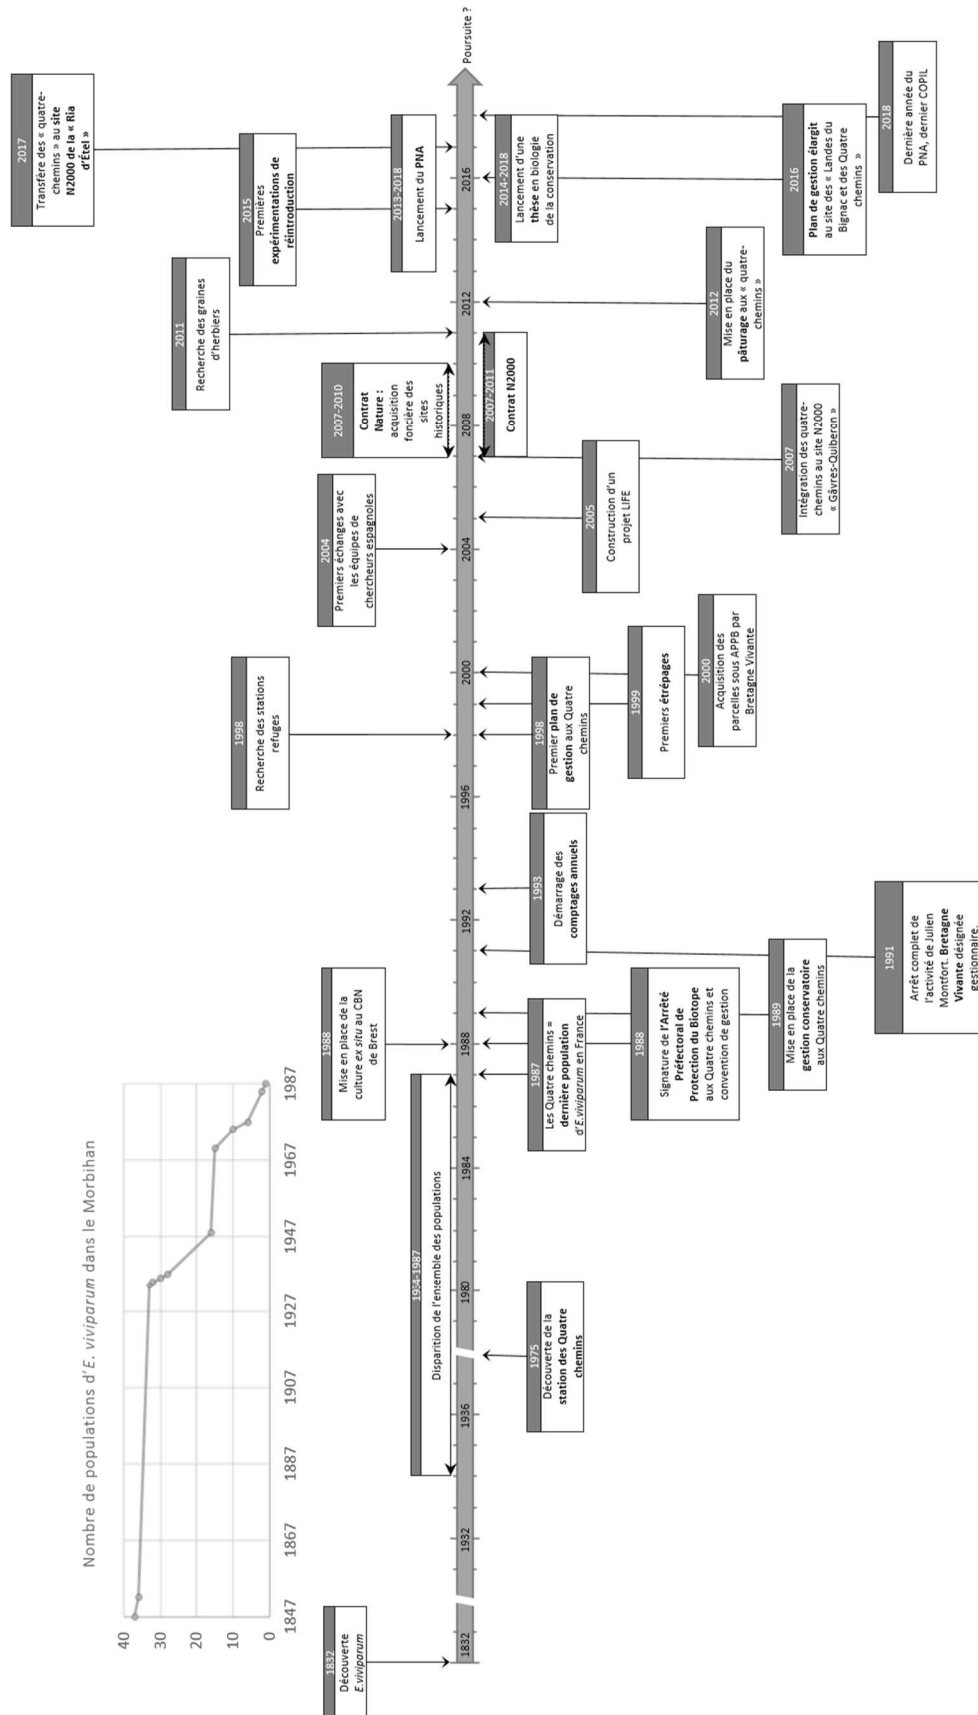 Nombre de populations d'E. viviparum dans le Morbihan
40
30
20
10
0
1847
1867
1887
1907
1927
1947
1967
1987
1832
Découverte
E.viviparum
1934-1987
Disparition de l'ensemble des populations
1988
Mise en place de la
culture ex situ au CBN
de Brest
1998
Recherche des stations
refuges
2004
Premiers échanges avec
les équipes de
chercheurs espagnoles
2007-2010
Contrat
Nature :
acquisition
foncière des
sites
historiques
2011
Recherche des graines
d'herbiers
2013-2018
Lancement du PNA
2015
Premières
expérimentations de
réintroduction
2017
Transfère des « quatre-
chemins » au site
N2000 de la « Ria
d'Étel »
1832
1932
1936
1980
1984
1988
1992
1996
2000
2004
2008
2012
2016
Poursuite ?
1975
Découverte de la
station des Quatre
chemins
1987
Les Quatre chemins =
dernière population
d'E.viviparum en France
1988
Signature de l'Arrêté
Préfectoral de
Protection du Biotope
aux Quatre chemins et
convention de gestion
1989
Mise en place de la
gestion conservatoire
aux Quatre chemins
1991
Arrêt complet de
l'activité de Julien
Montfort. Bretagne
Vivante désignée
gestionnaire.
1993
Démarrage des
comptages annuels
1998
Premier plan de
gestion aux Quatre
chemins
1999
Premiers étrépages
2000
Acquisition des
parcelles sous APPB par
Bretagne Vivante
2005
Construction d'un
projet LIFE
2007
Intégration des quatre-
chemins au site N2000
« Gâvres-Quiberon »
2007-2011
Contrat N2000
2012
Mise en place du
pâturage aux « quatre-
chemins »
2014-2018
Lancement d'une
thèse en biologie
de la conservation
2016
Plan de gestion élargit
au site des « Landes du
Bignac et des Quatre
chemins »
2018
Dernière année du
PNA, dernier COPIL